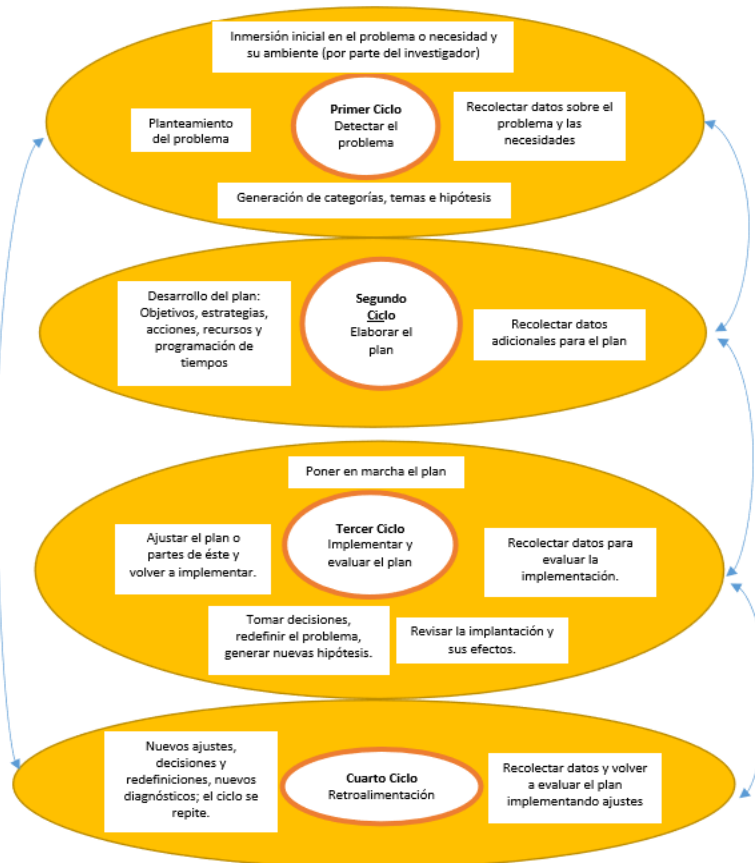 Inmersión inicial en el problema o necesidad y
su ambiente (por parte del investigador)
Primer Ciclo
Detectar el
problema
Planteamiento
del problema
Recolectar datos sobre el
problema y las
necesidades
Generación de categorías, temas e hipótesis
Desarrollo del plan:
Objetivos, estrategias,
acciones, recursos y
programación de
tiempos
Segundo
Ciclo
Elaborar el
plan
Recolectar datos
adicionales para el plan
Poner en marcha el plan
Tercer Ciclo
Implementar y
evaluar el plan
Ajustar el plan o
partes de éste y
volver a implementar.
Recolectar datos para
evaluar la
implementación.
Tomar decisiones,
redefinir el problema,
generar nuevas hipótesis.
Revisar la implantación y
sus efectos.
Nuevos ajustes,
decisiones y
redefiniciones, nuevos
diagnósticos; el ciclo se
repite.
Cuarto Ciclo
Retroalimentación
Recolectar datos y volver
a evaluar el plan
implementando ajustes